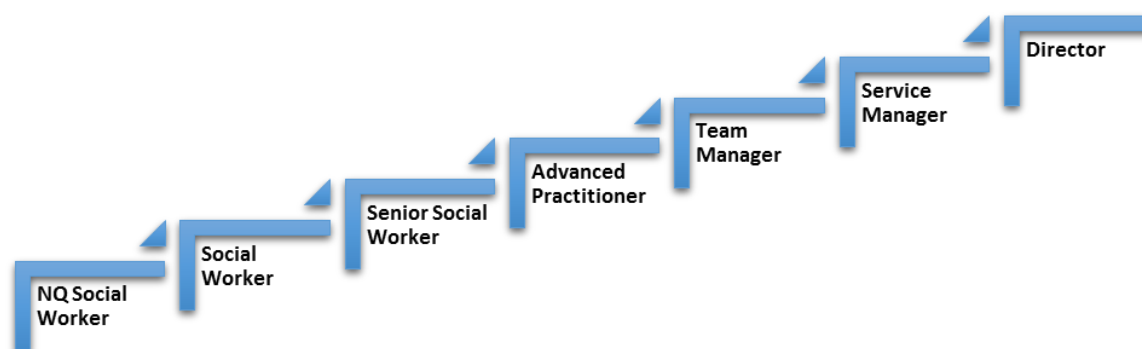 NQ Social
Worker
Social
Worker
Senior Social
Worker
Advanced
Practitioner
Team
Manager
Service
Manager
Director